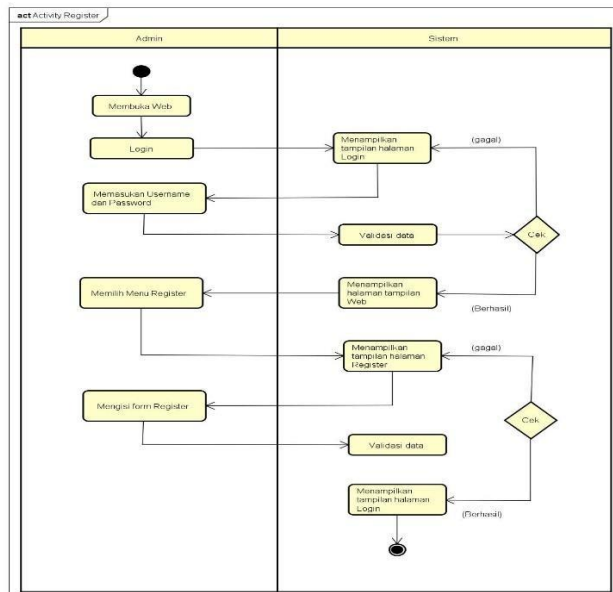 act Activity Register
Admin
Sistem
Membuka Web
Login
Menampilkan
tampilan halaman
Login
(gagal)
Memasukan Username
dan Password
Validasi data
Cek
Memilih Menu Register
Menampilkan
halaman tampilan
Web
(Berhasil)
Menampilkan
tampilan halaman
Register
(gagal)
Mengisi form Register
Cek
Validasi data
Menampilkan
tampilan halaman
Login
(Berhasil)